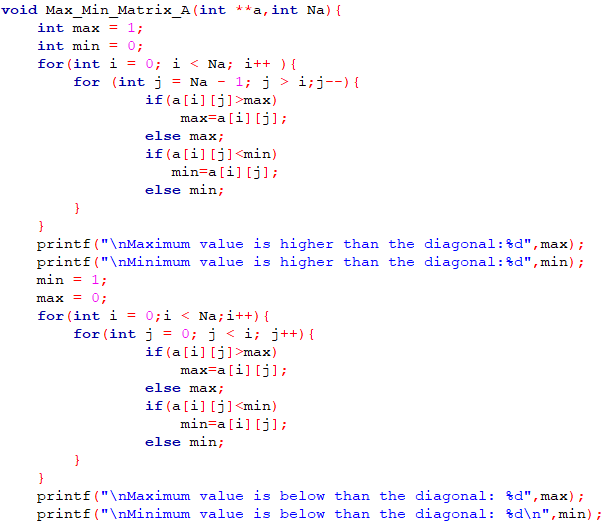 void Max_Min_Matrix_A(int **a,int Na){
    int max = 1;
    int min = 0;
    for(int i = 0; i < Na; i++ ){
        for (int j = Na - 1; j > i;j--){
                if(a[i][j]>max)
                    max=a[i][j];
                else max;
                if(a[i][j]<min)
                   min=a[i][j];
                else min;
        }
    }
    printf("\nMaximum value is higher than the diagonal:%d",max);
    printf("\nMinimum value is higher than the diagonal:%d",min);
    min = 1;
    max = 0;
    for(int i = 0;i < Na;i++){
        for(int j = 0; j < i; j++){
                if(a[i][j]>max)
                    max=a[i][j];
                else max;
                if(a[i][j]<min)
                    min=a[i][j];
                else min;
        }
    }
    printf("\nMaximum value is below than the diagonal: %d",max);
    printf("\nMinimum value is below than the diagonal: %d\n",min);